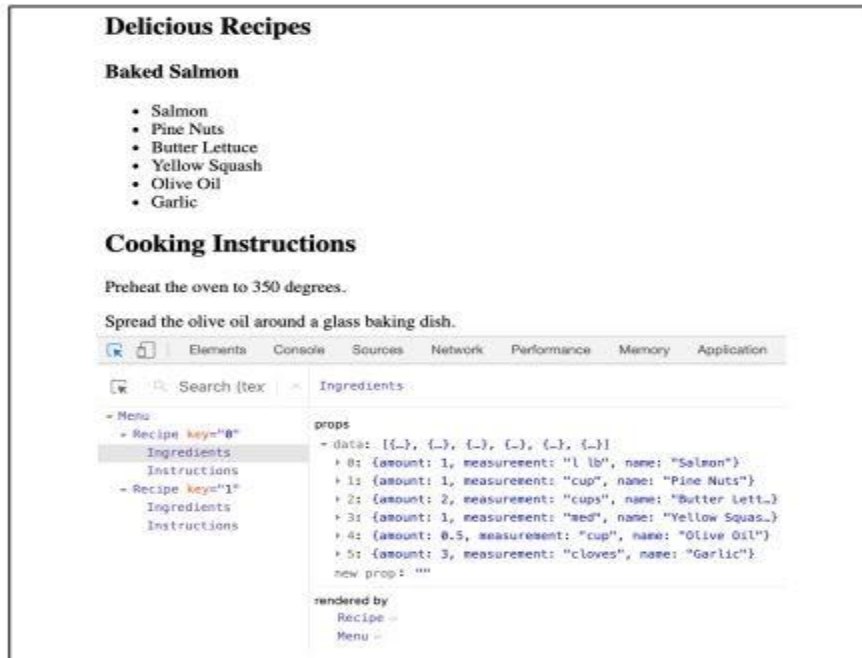 Delicious Recipes
Baked Salmon
• Salmon
• Pine Nuts
• Butter Lettuce
• Yellow Squash
• Olive Oil
• Garlic
Cooking Instructions
Preheat the oven to 350 degrees.
Spread the olive oil around a glass baking dish.
Elements Console Sources Network Performance Memory Application
Search (tex
Ingredients
Menu
Recipe key="0"
Ingredients
Instructions
Recipe key="1"
Ingredients
Instructions
props
data: [{…}, {…}, {…}, {…}, {…}, {…}]
0: {amount: 1, measurement: "l lb", name: "Salmon"}
1: {amount: 1, measurement: "cup", name: "Pine Nuts"}
2: {amount: 2, measurement: "cups", name: "Butter Lett…}
3: {amount: 1, measurement: "med", name: "Yellow Squas…}
4: {amount: 0.5, measurement: "cup", name: "Olive Oil"}
5: {amount: 3, measurement: "cloves", name: "Garlic"}
new prop: ""
rendered by
Recipe
Menu